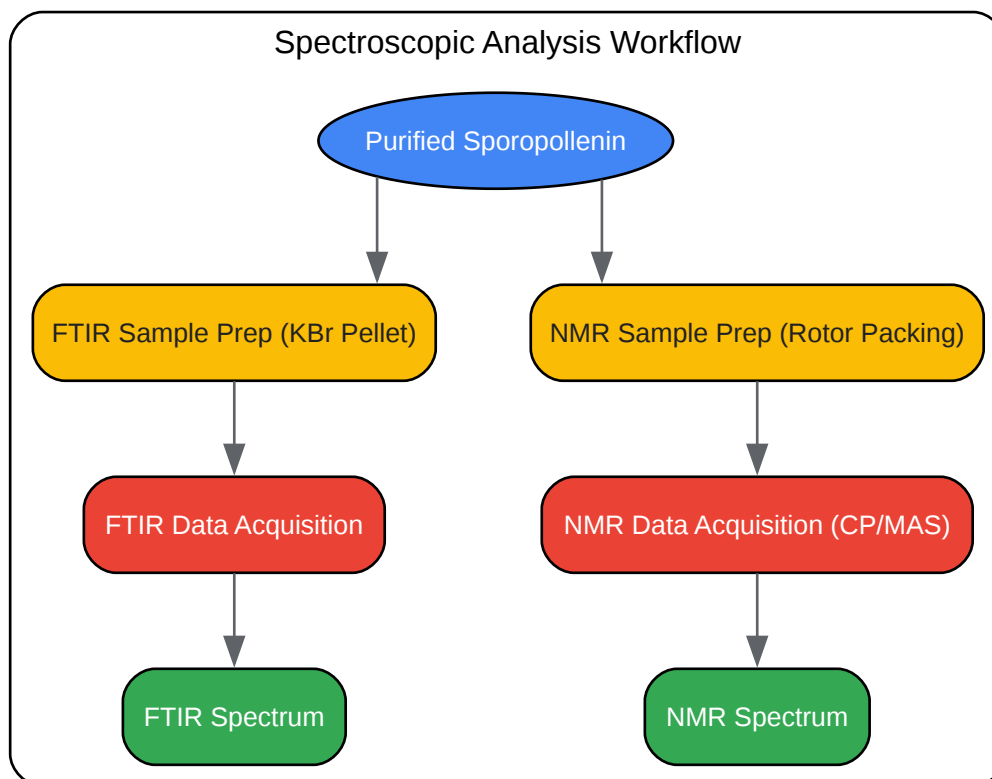 Spectroscopic Analysis Workflow
Purified Sporopollenin
FTIR Sample Prep (KBr Pellet)
NMR Sample Prep (Rotor Packing)
FTIR Data Acquisition
NMR Data Acquisition (CP/MAS)
FTIR Spectrum
NMR Spectrum